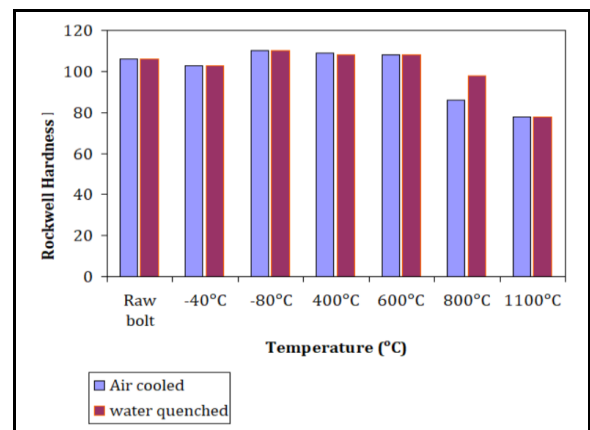 120
100
80
60
40
20
0
Rockwell Hardness
Raw bolt -40°C -80°C 400°C 600°C 800°C 1100°C
Temperature (°C)
Air cooled
water quenched